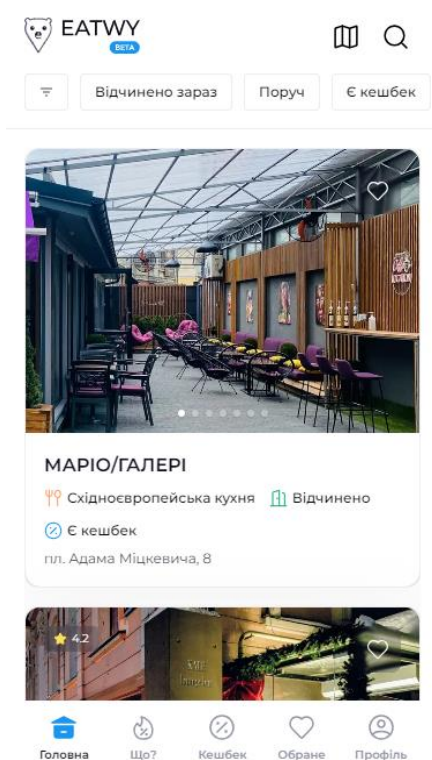 EATWY
BETA
Відчинено зараз
Поруч
Є кешбек
МАРІО/ГАЛЕРІ
Східноєвропейська кухня
Відчинено
Є кешбек
пл. Адама Міцкевича, 8
4.2
Головна
Що?
Кешбек
Обране
Профіль